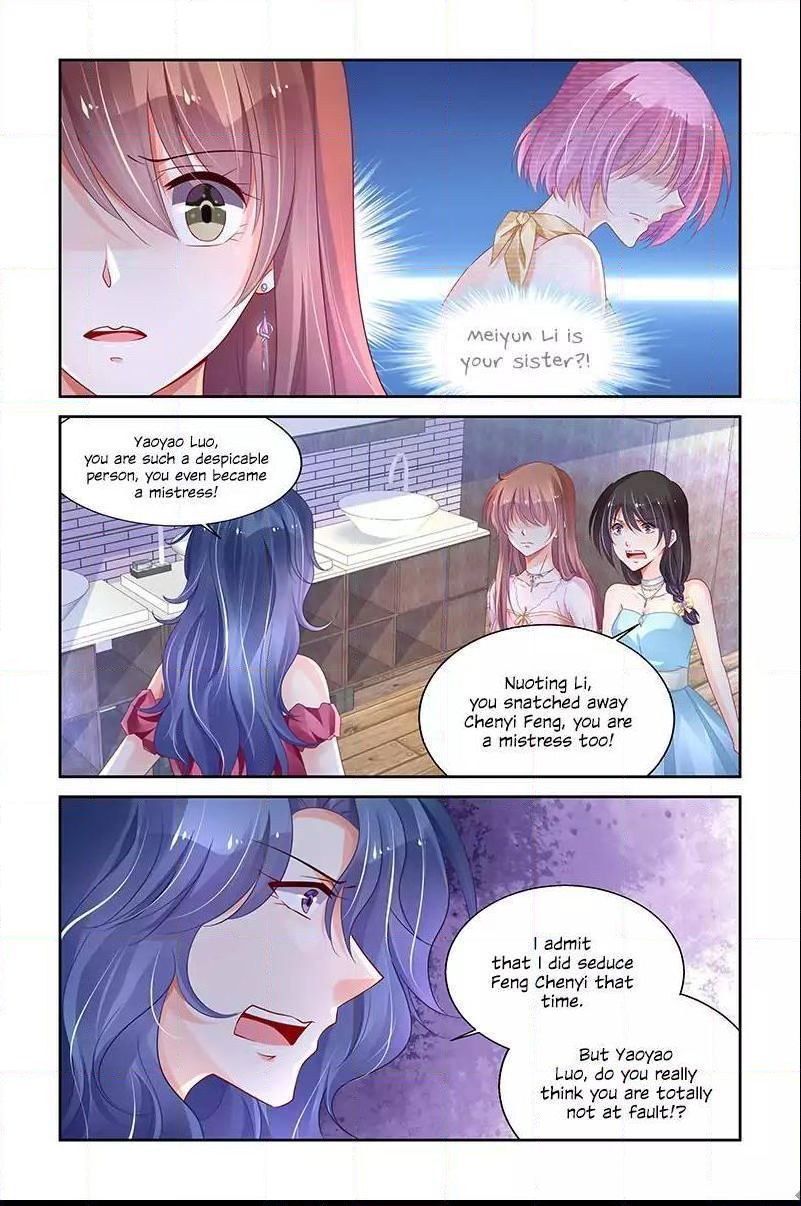 Meiyun Li is
your sister?!
Yaoyao Luo,
you are such a despicable
person, you even became
a mistress!
Nuoting Li,
you snatched away
Chenyi Feng, you are
a mistress too!
I admit
that I did seduce
Feng Chenyi that
time.
But Yaoyao
Luo, do you really
think you are totally
not at fault!?